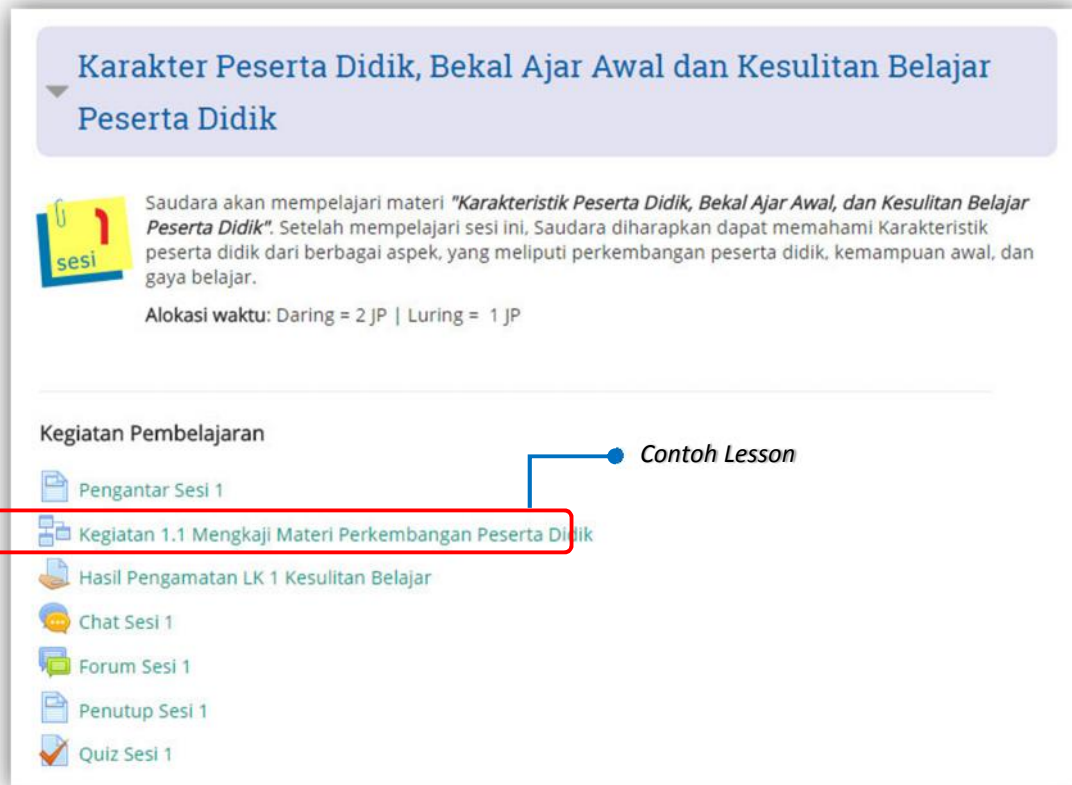 Karakter Peserta Didik, Bekal Ajar Awal dan Kesulitan Belajar
Peserta Didik
1
sesi
Saudara akan mempelajari materi "Karakteristik Peserta Didik, Bekal Ajar Awal, dan Kesulitan Belajar
Peserta Didik". Setelah mempelajari sesi ini, Saudara diharapkan dapat memahami Karakteristik
peserta didik dari berbagai aspek, yang meliputi perkembangan peserta didik, kemampuan awal, dan
gaya belajar.
Alokasi waktu: Daring = 2 JP | Luring = 1 JP
Kegiatan Pembelajaran
Contoh Lesson
Pengantar Sesi 1
Kegiatan 1.1 Mengkaji Materi Perkembangan Peserta Didik
Hasil Pengamatan LK 1 Kesulitan Belajar
Chat Sesi 1
Forum Sesi 1
Penutup Sesi 1
Quiz Sesi 1